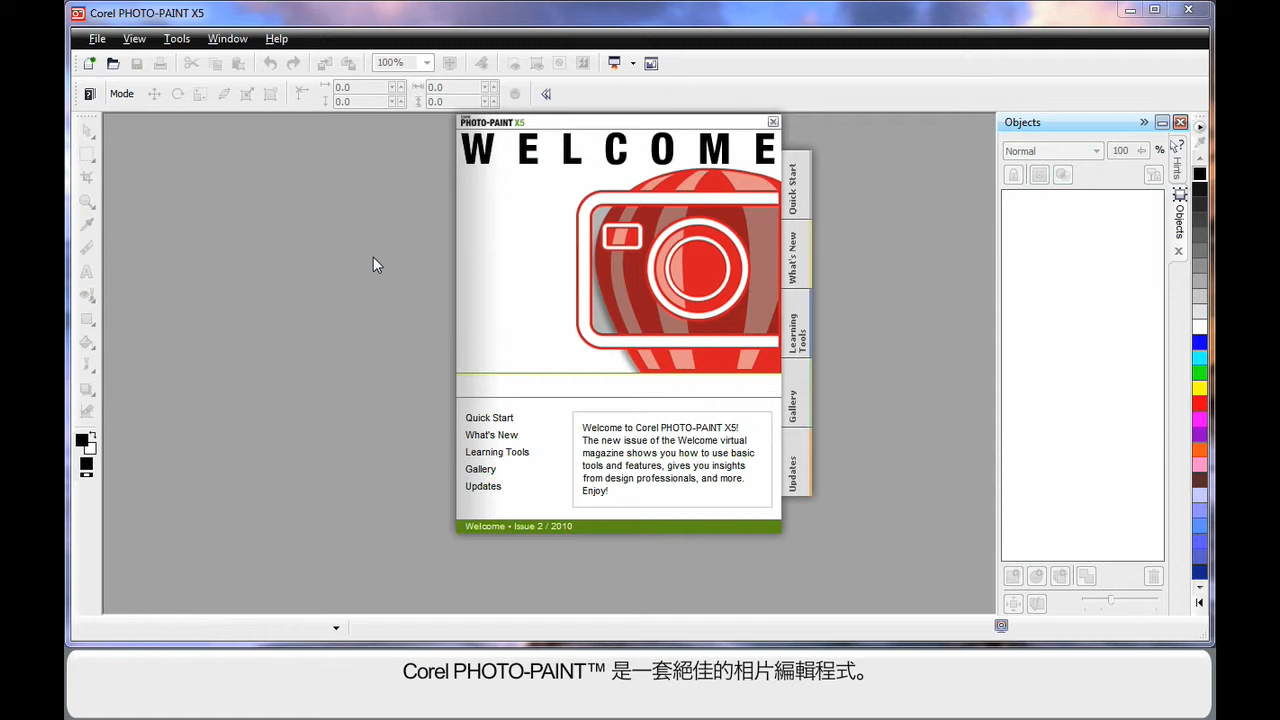 Corel PHOTO-PAINT X5
File View Tools Window Help
100%
Mode 0.0 0.0
0.0 0.0
COREL
PHOTO-PAINT X5
WELCOME
Quick Start
What's New
Learning Tools
Gallery
Updates
Quick Start
What's New
Learning Tools
Gallery
Updates
Welcome to Corel PHOTO-PAINT X5!
The new issue of the Welcome virtual
magazine shows you how to use basic
tools and features, gives you insights
from design professionals, and more.
Enjoy!
Welcome • Issue 2 / 2010
Objects
Normal 100 %
Hints
Objects
Corel PHOTO-PAINT™ 是一套絕佳的相片編輯程式。